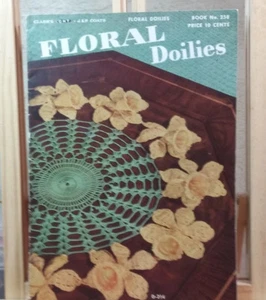 FLORAL DOILIES
BOOK No. 258
PRICE 10 CENTS
FLORAL
Doilies